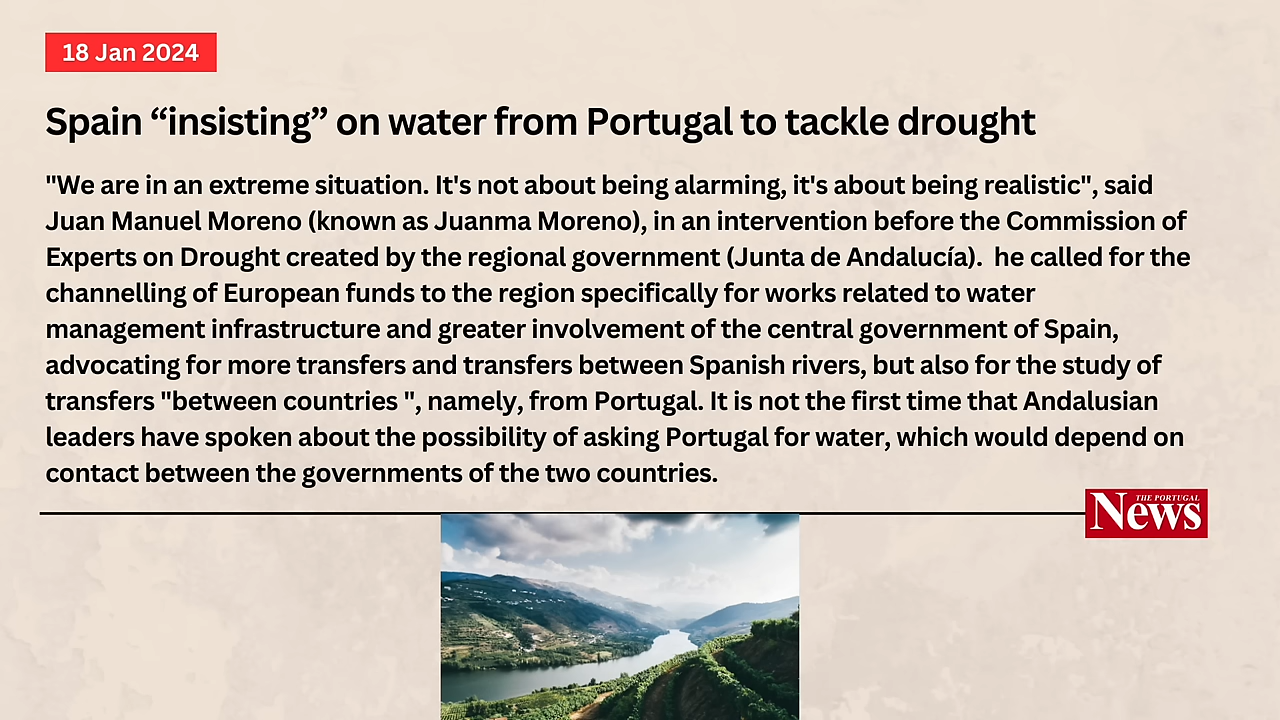 18 Jan 2024
Spain “insisting” on water from Portugal to tackle drought
"We are in an extreme situation. It's not about being alarming, it's about being realistic", said
Juan Manuel Moreno (known as Juanma Moreno), in an intervention before the Commission of
Experts on Drought created by the regional government (Junta de Andalucía).  he called for the
channelling of European funds to the region specifically for works related to water
management infrastructure and greater involvement of the central government of Spain,
advocating for more transfers and transfers between Spanish rivers, but also for the study of
transfers "between countries ", namely, from Portugal. It is not the first time that Andalusian
leaders have spoken about the possibility of asking Portugal for water, which would depend on
contact between the governments of the two countries.
THE PORTUGAL
News